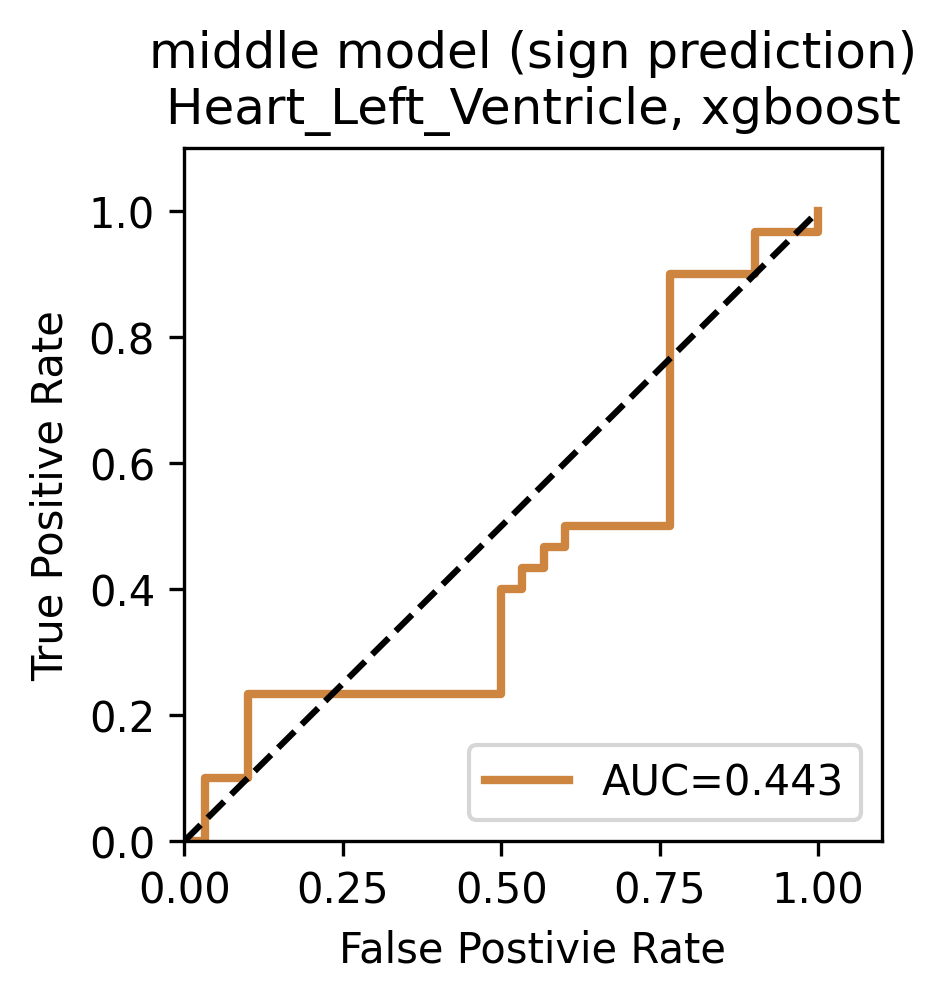 middle model (sign prediction)
Heart_Left_Ventricle, xgboost
True Positive Rate
1.0
0.8
0.6
0.4
0.2
0.0
AUC=0.443
0.00 0.25 0.50 0.75 1.00
False Postivie Rate